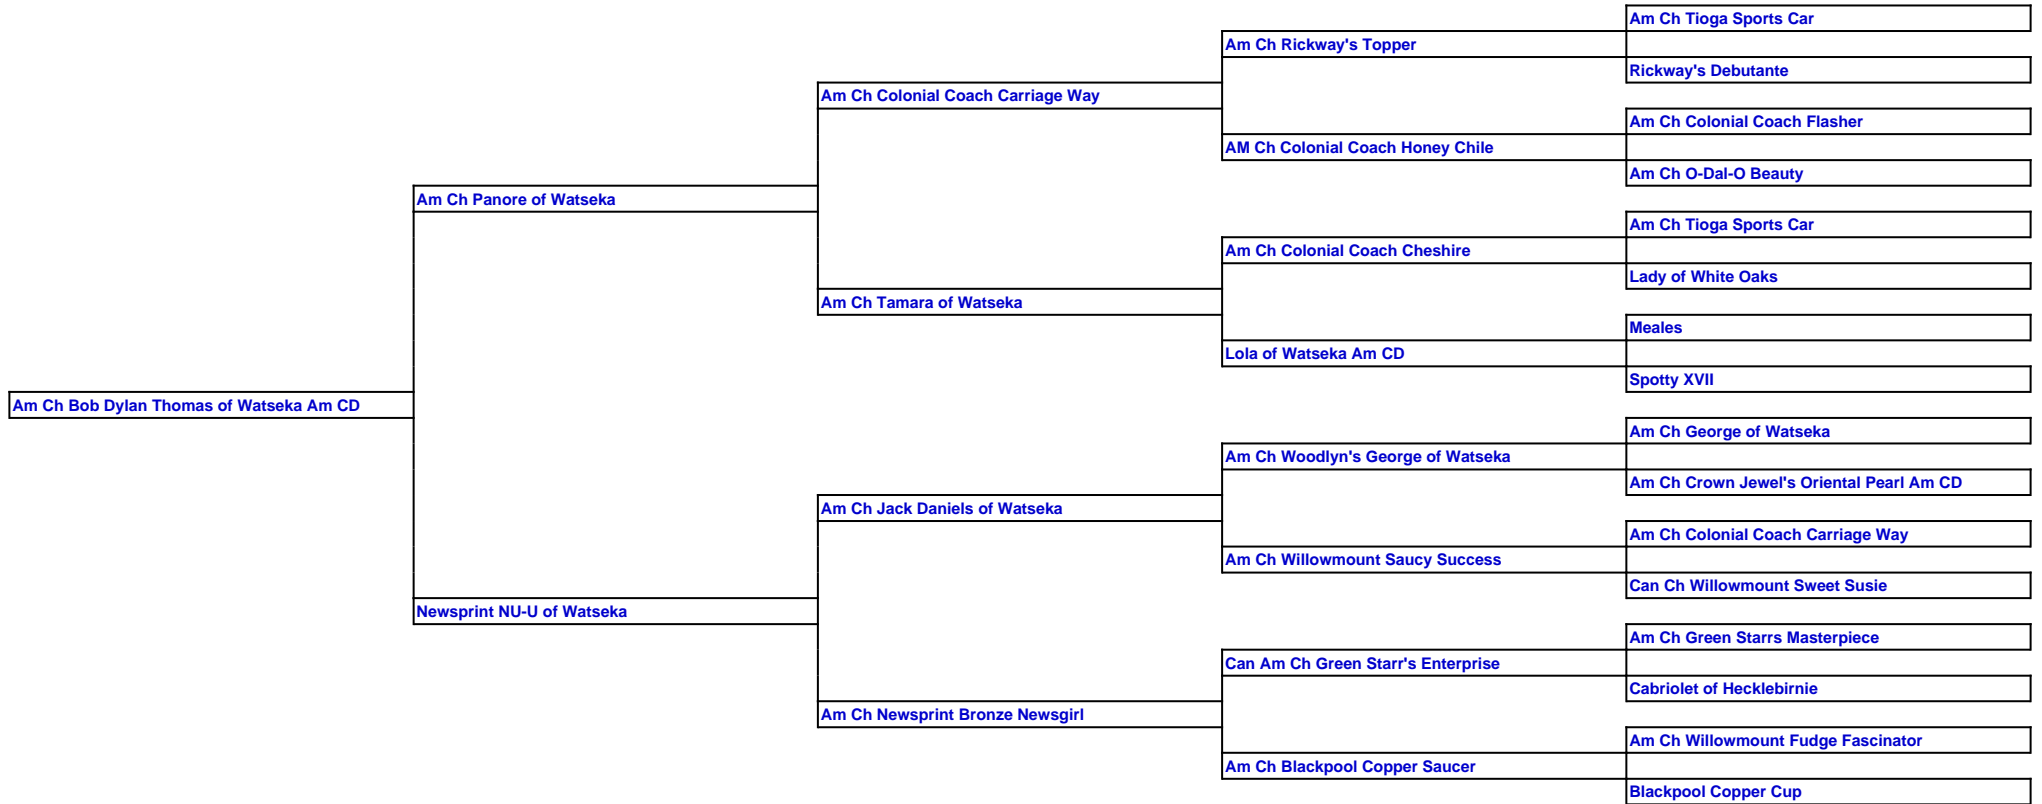 Am Ch Tioga Sports Car
Am Ch Rickway's Topper
Rickway's Debutante
Am Ch Colonial Coach Carriage Way
Am Ch Colonial Coach Flasher
AM Ch Colonial Coach Honey Chile
Am Ch O-Dal-O Beauty
Am Ch Panore of Watseka
Am Ch Tioga Sports Car
Am Ch Colonial Coach Cheshire
Lady of White Oaks
Am Ch Tamara of Watseka
Meales
Lola of Watseka Am CD
Spotty XVII
Am Ch Bob Dylan Thomas of Watseka Am CD
Am Ch George of Watseka
Am Ch Woodlyn's George of Watseka
Am Ch Crown Jewel's Oriental Pearl Am CD
Am Ch Jack Daniels of Watseka
Am Ch Colonial Coach Carriage Way
Am Ch Willowmount Saucy Success
Can Ch Willowmount Sweet Susie
Newsprint NU-U of Watseka
Am Ch Green Starrs Masterpiece
Can Am Ch Green Starr's Enterprise
Cabriolet of Hecklebirnie
Am Ch Newsprint Bronze Newsgirl
Am Ch Willowmount Fudge Fascinator
Am Ch Blackpool Copper Saucer
Blackpool Copper Cup